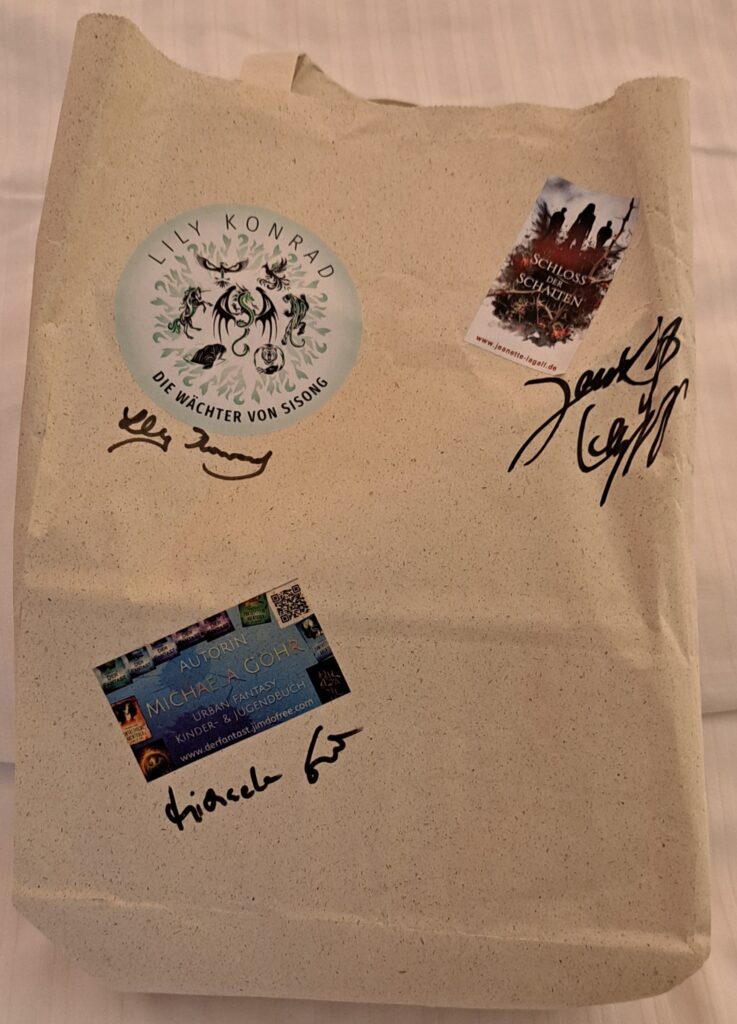 LILY KONRAD
DIE WÄCHTER VON SISONG
SCHLOSS
DER
SCHATTEN
www.jeanette-lagall.de
AUTORIN
MICHAELA GÖHR
URBAN FANTASY
KINDER- & JUGENDBUCH
www.derfantast.jimdofree.com